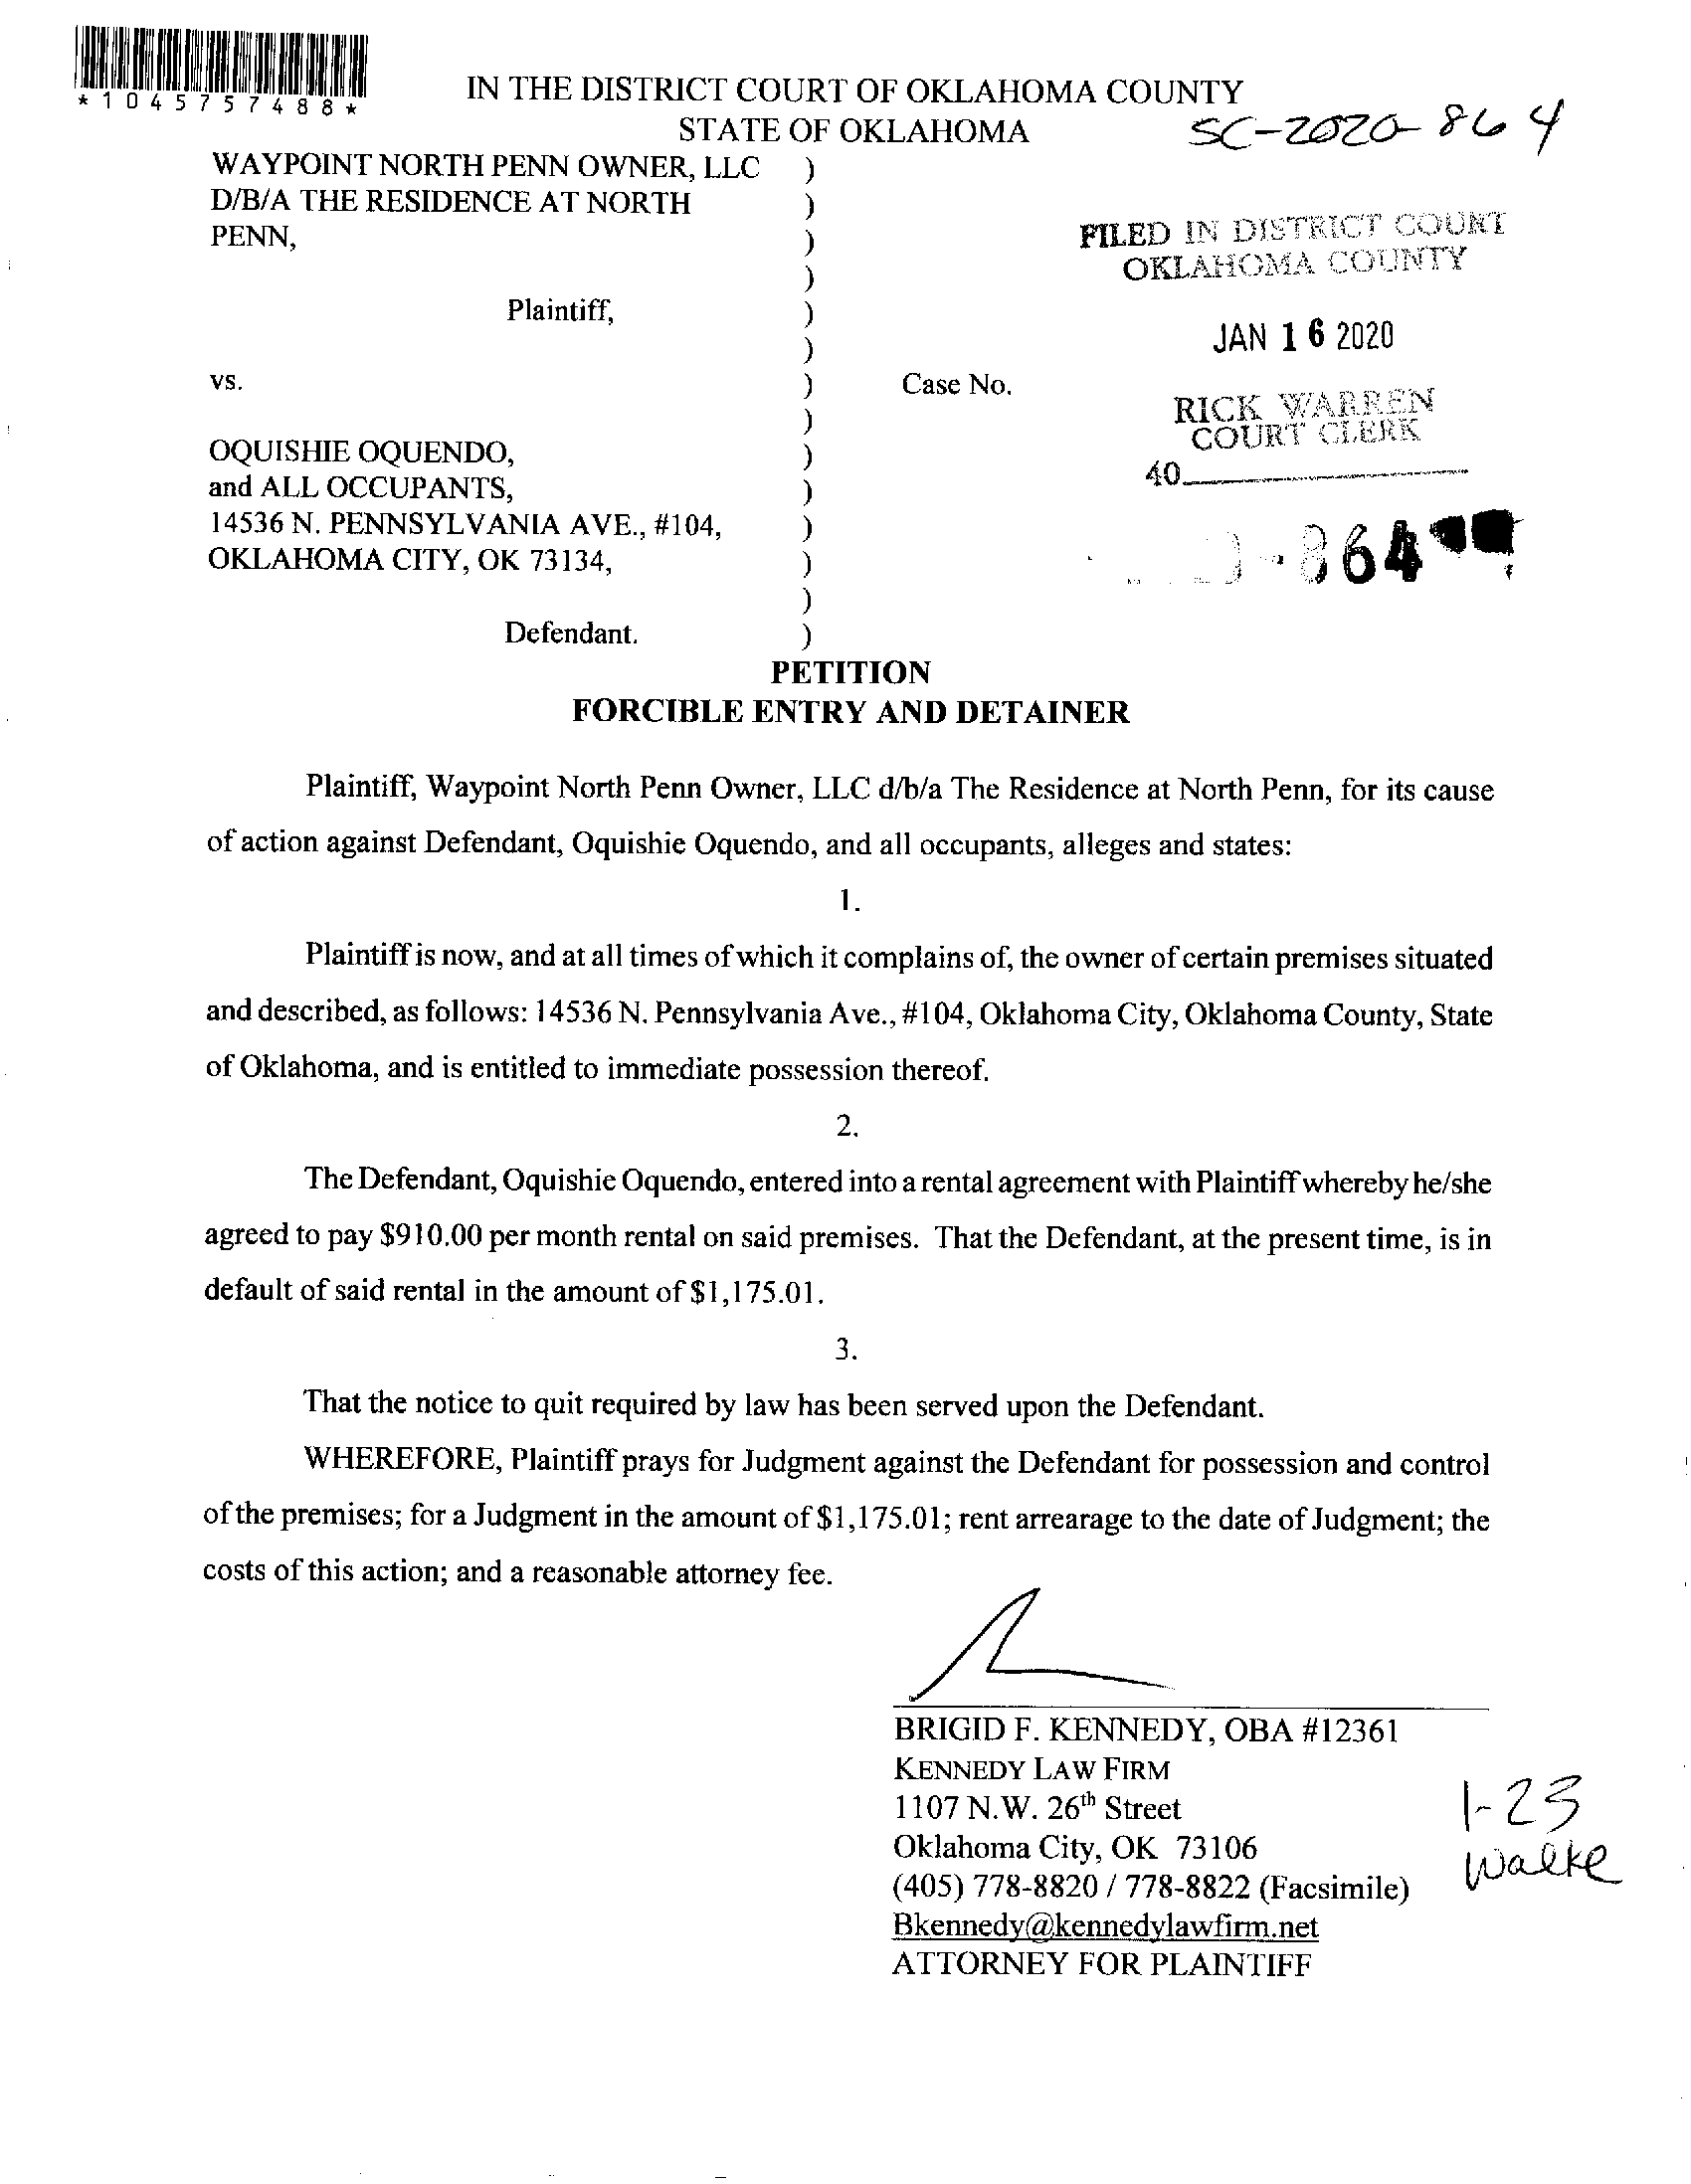 *1045757488*
IN THE DISTRICT COURT OF OKLAHOMA COUNTY
STATE OF OKLAHOMA
SC-2020-864
WAYPOINT NORTH PENN OWNER, LLC )
D/B/A THE RESIDENCE AT NORTH )
PENN, )
)
Plaintiff, )
)
vs. ) Case No.
)
OQUISHIE OQUENDO, )
and ALL OCCUPANTS, )
14536 N. PENNSYLVANIA AVE., #104, )
OKLAHOMA CITY, OK 73134, )
)
Defendant. )
FILED IN DISTRICT COURT
OKLAHOMA COUNTY
JAN 16 2020
RICK WARREN
COURT CLERK
40
-864
PETITION
FORCIBLE ENTRY AND DETAINER
Plaintiff, Waypoint North Penn Owner, LLC d/b/a The Residence at North Penn, for its cause
of action against Defendant, Oquishie Oquendo, and all occupants, alleges and states:
1.
Plaintiff is now, and at all times of which it complains of, the owner of certain premises situated
and described, as follows: 14536 N. Pennsylvania Ave., #104, Oklahoma City, Oklahoma County, State
of Oklahoma, and is entitled to immediate possession thereof.
2.
The Defendant, Oquishie Oquendo, entered into a rental agreement with Plaintiff whereby he/she
agreed to pay $910.00 per month rental on said premises. That the Defendant, at the present time, is in
default of said rental in the amount of $1,175.01.
3.
That the notice to quit required by law has been served upon the Defendant.
WHEREFORE, Plaintiff prays for Judgment against the Defendant for possession and control
of the premises; for a Judgment in the amount of $1,175.01; rent arrearage to the date of Judgment; the
costs of this action; and a reasonable attorney fee.
BRIGID F. KENNEDY, OBA #12361
KENNEDY LAW FIRM
1107 N.W. 26th Street
Oklahoma City, OK 73106
(405) 778-8820 / 778-8822 (Facsimile)
Bkennedy@kennedylawfirm.net
ATTORNEY FOR PLAINTIFF
1-23
Walke